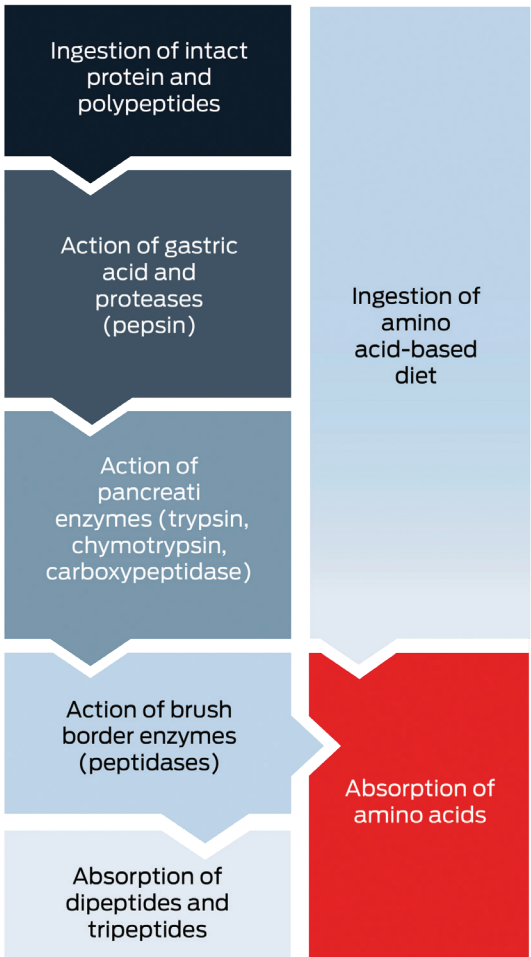 Ingestion of intact
protein and
polypeptides
Action of gastric
acid and
proteases
(pepsin)
Action of
pancreati
enzymes (trypsin,
chymotrypsin,
carboxypeptidase)
Action of brush
border enzymes
(peptidases)
Absorption of
dipeptides and
tripeptides
Ingestion of
amino
acid-based
diet
Absorption of
amino acids